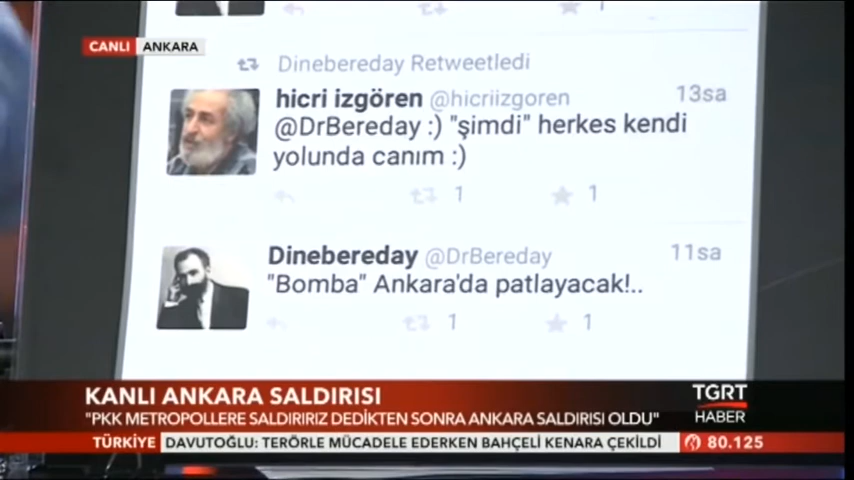 1
CANLI ANKARA
Dinebereday Retweetledi
hicri izgören @hicriizgoren 13sa
@DrBereday :) "şimdi" herkes kendi
yolunda canım :)
1 1
Dinebereday @DrBereday 11sa
"Bomba" Ankara'da patlayacak!..
1 1
KANLI ANKARA SALDIRISI
TGRT
HABER
"PKK METROPOLLERE SALDIRIRIZ DEDİKTEN SONRA ANKARA SALDIRISI OLDU"
TÜRKİYE DAVUTOĞLU: TERÖRLE MÜCADELE EDERKEN BAHÇELİ KENARA ÇEKİLDİ 80.125